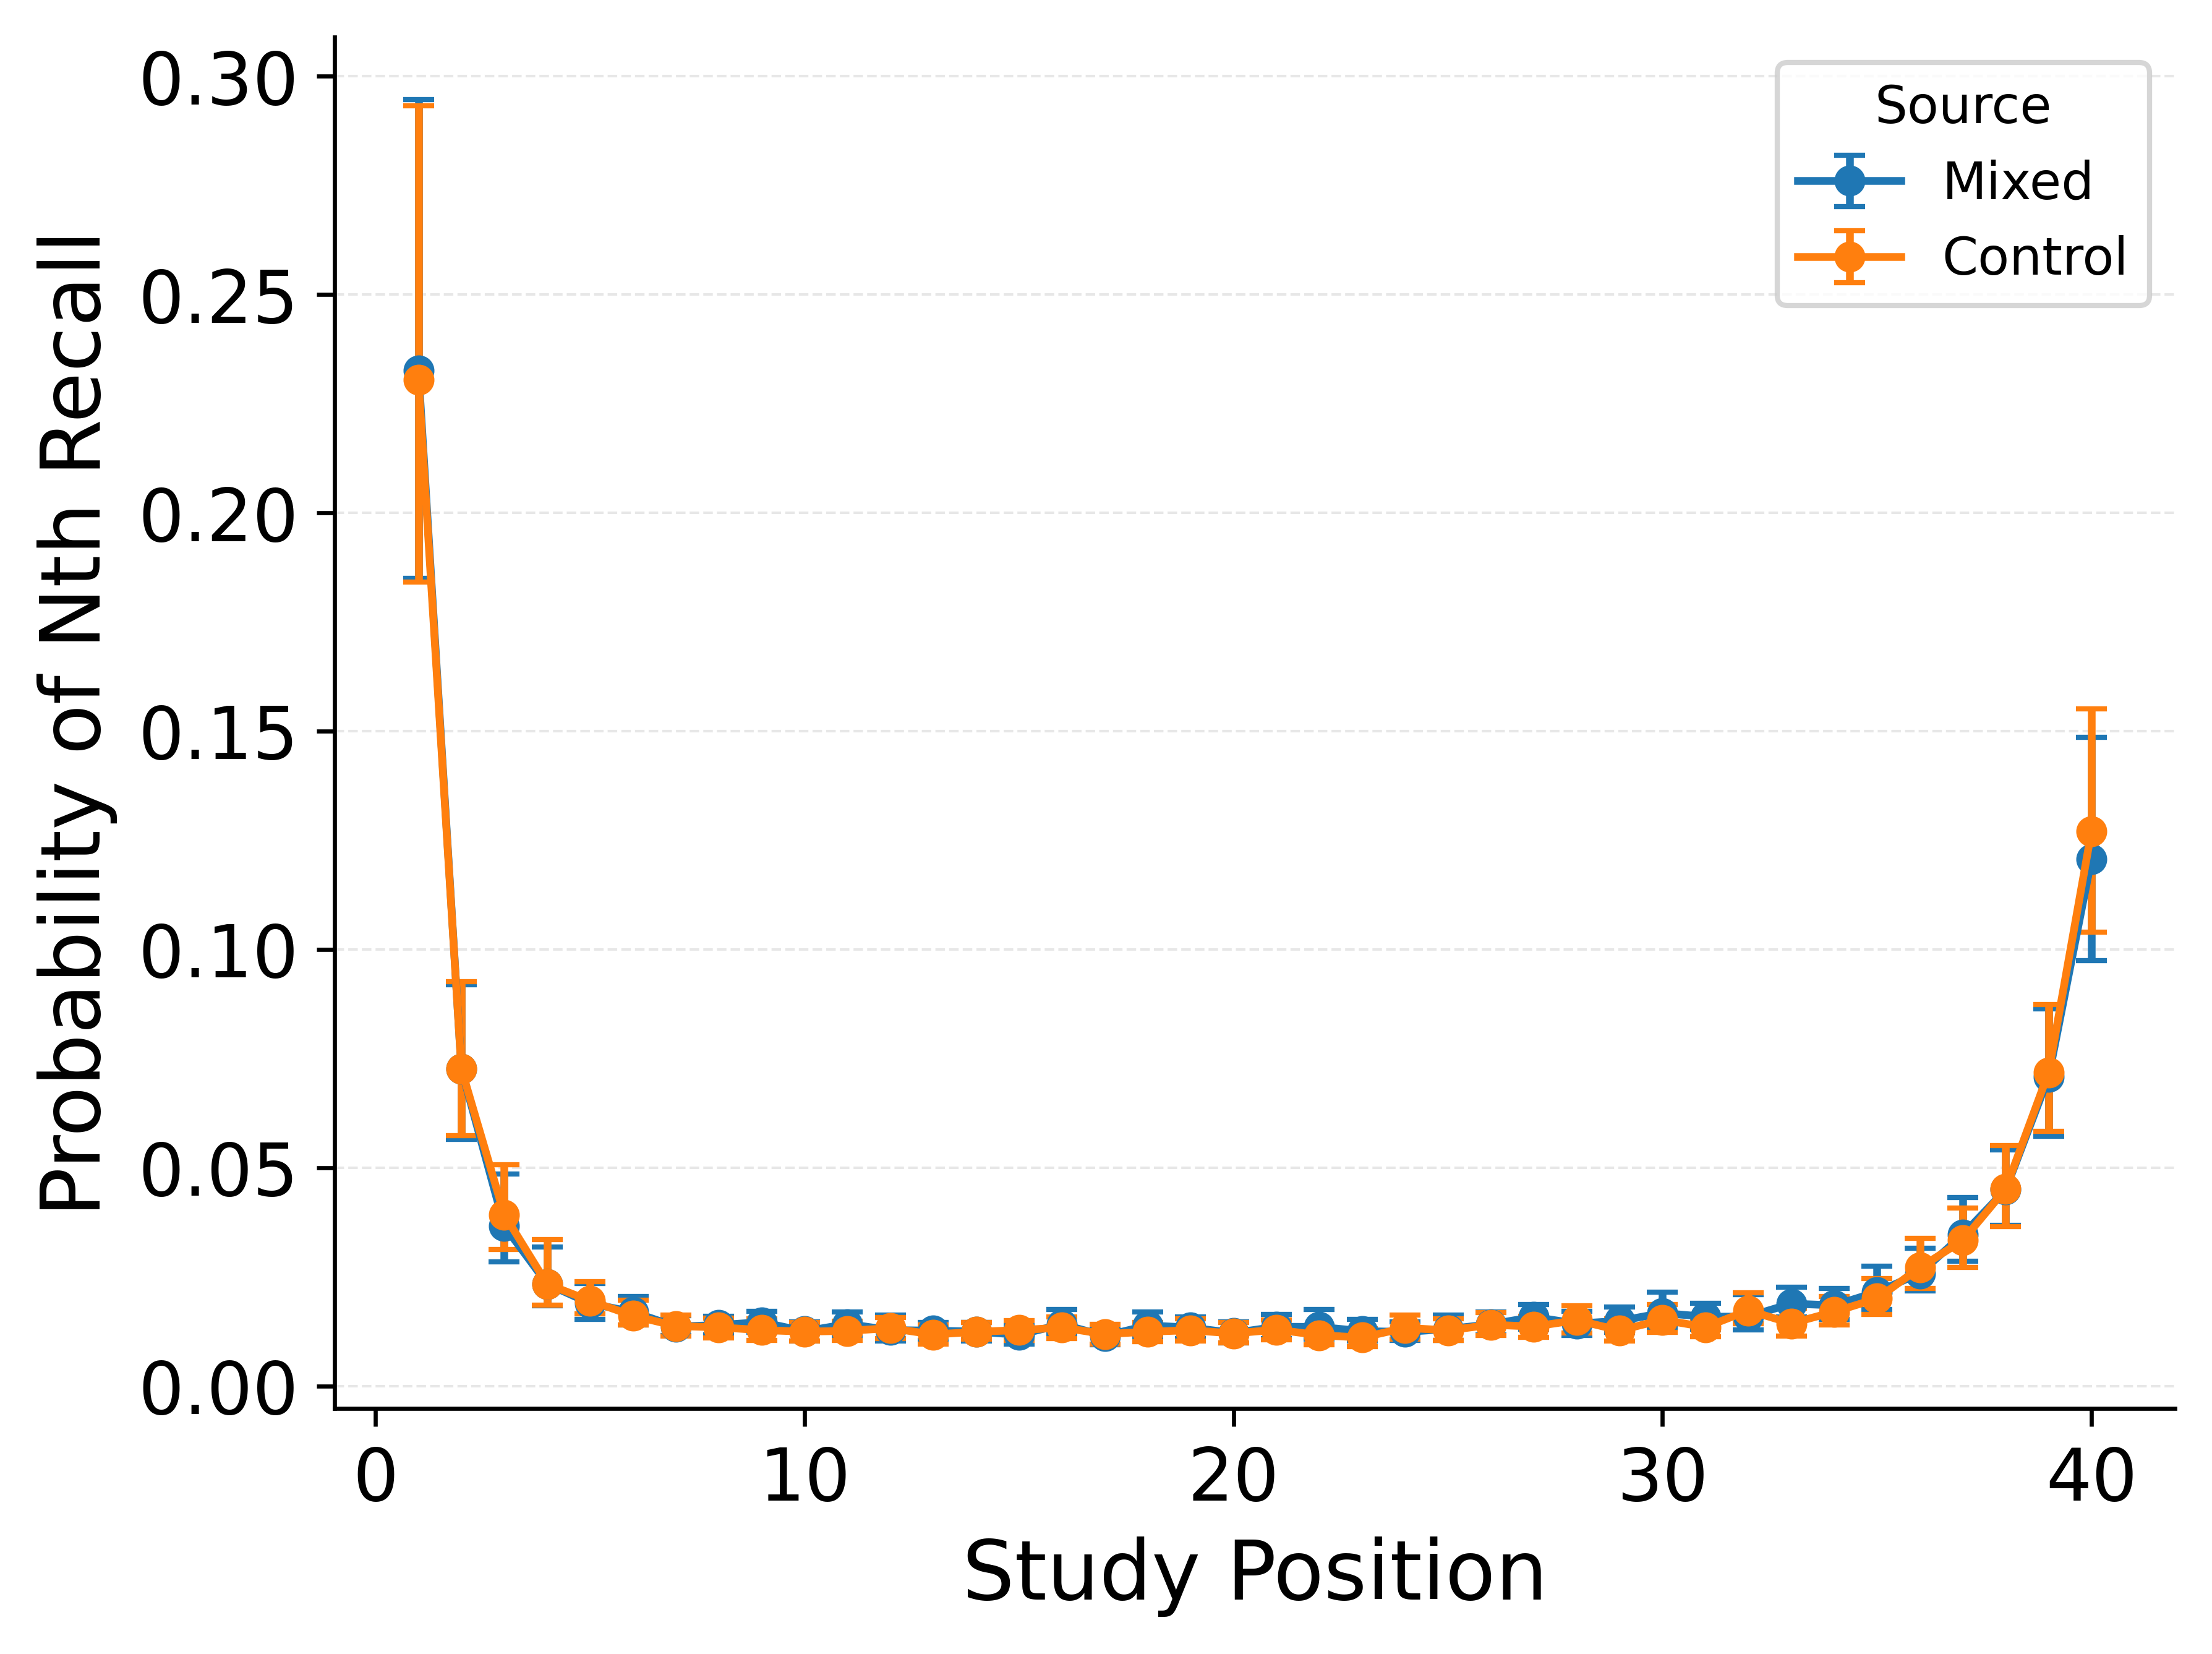 0.30
0.25
0.20
0.15
0.10
0.05
0.00
Probability of Nth Recall
Source
Mixed
Control
0 10 20 30 40
Study Position